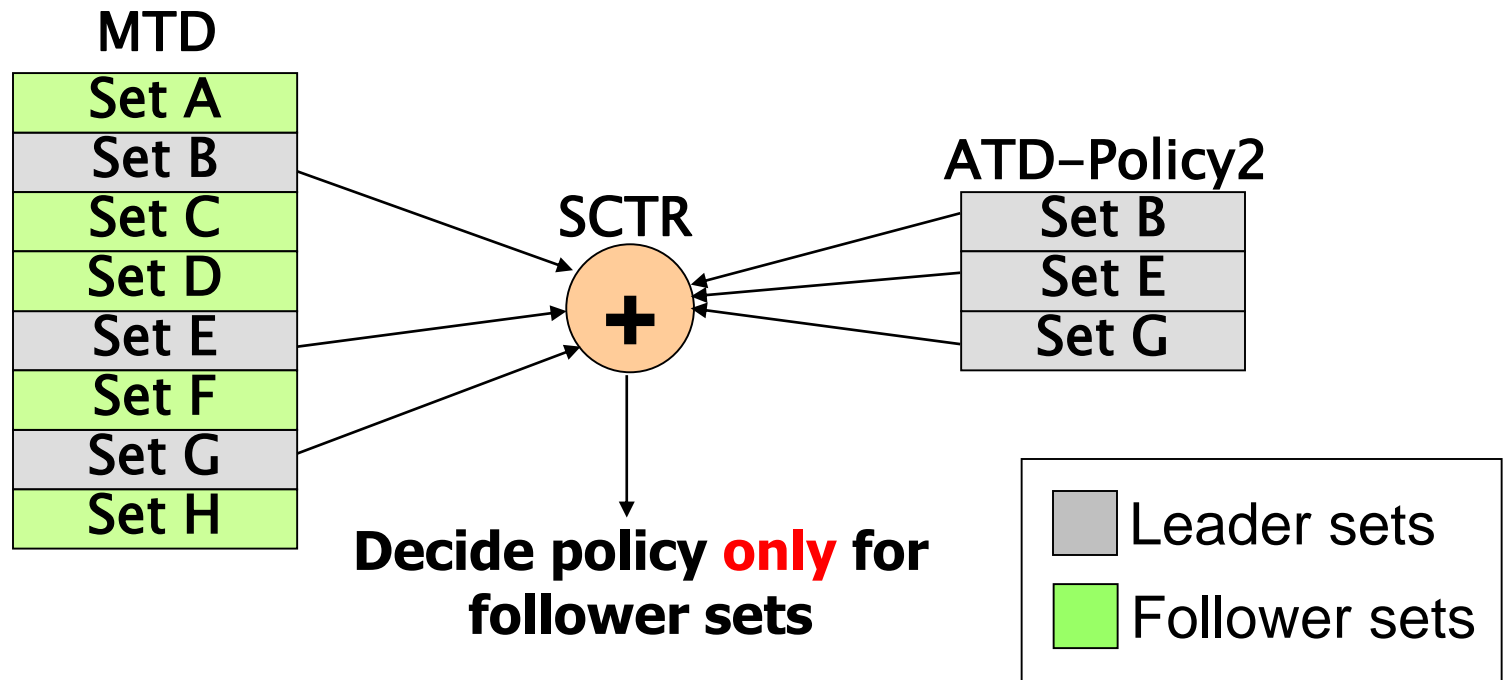 MTD
Set A
Set B
Set C
Set D
Set E
Set F
Set G
Set H
SCTR
+
Decide policy only for
follower sets
ATD-Policy2
Set B
Set E
Set G
Leader sets
Follower sets